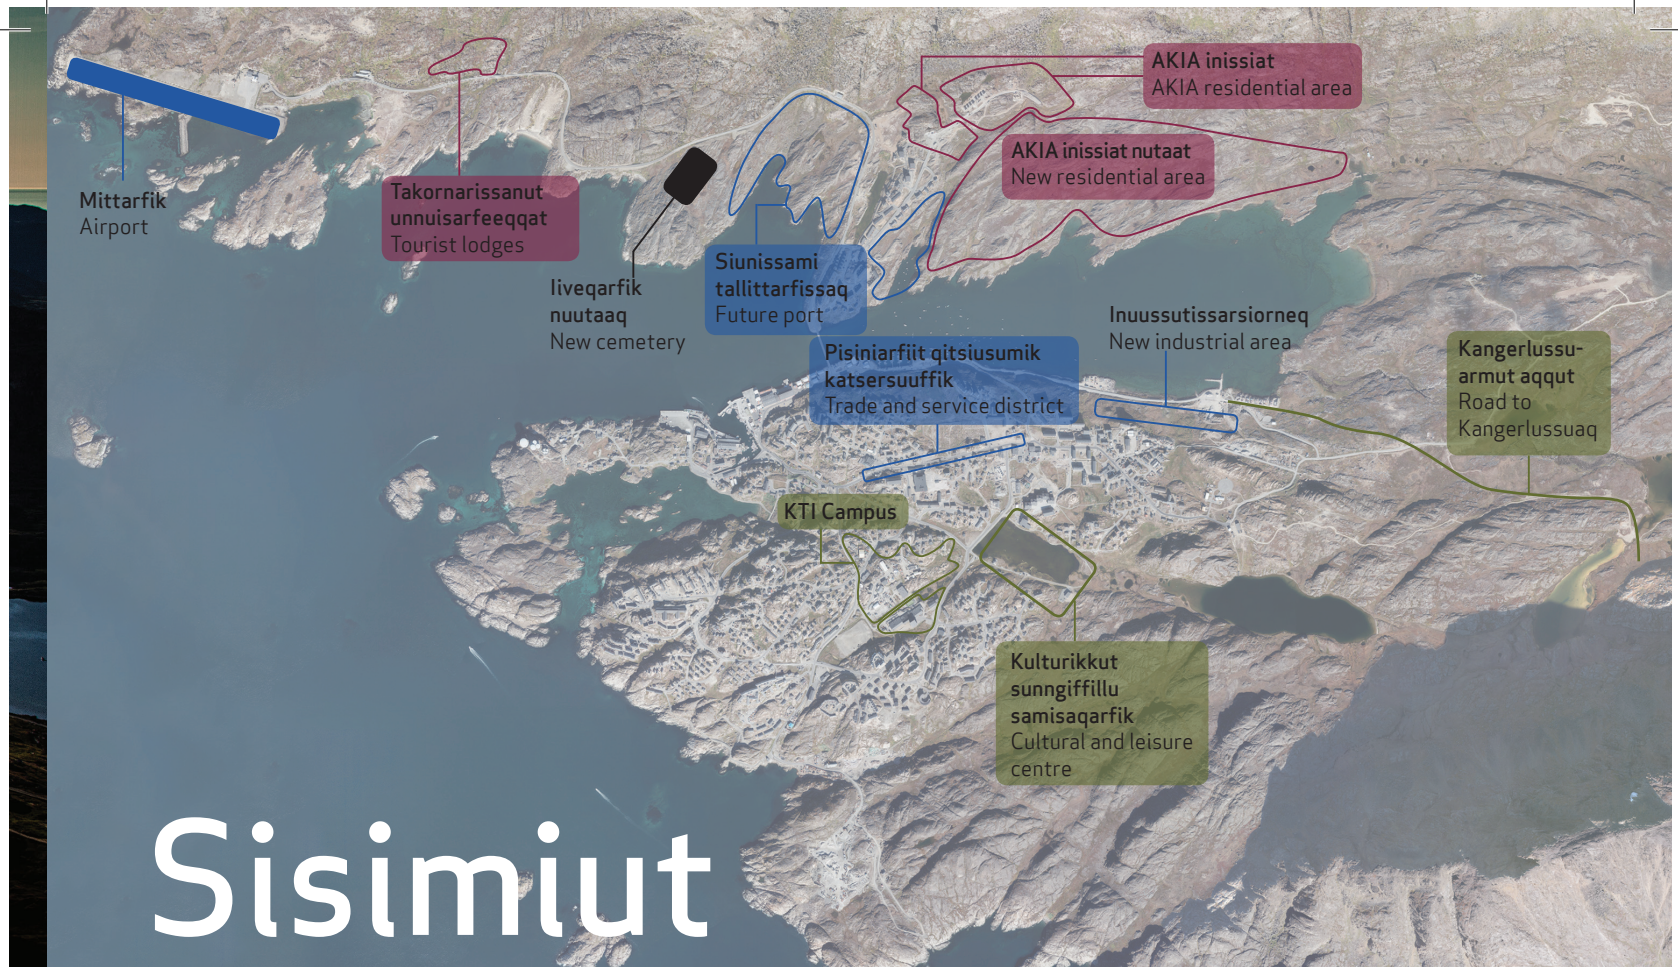 AKIA inissiat
AKIA residential area
AKIA inissiat nutaat
New residential area
Mittarfik
Airport
Takornarissanut
unnuisarfeeqqat
Tourist lodges
Iiveqarfik
nuutaaq
New cemetery
Siunissami
tallittarfissaq
Future port
Inuussutissarsiorneq
New industrial area
Pisiniarfiit qitsiusumik
katsersuuffik
Trade and service district
Kangerlussu-
armut aqqut
Road to
Kangerlussuaq
KTI Campus
Kulturikkut
sunngiffillu
samisaqarfik
Cultural and leisure
centre
Sisimiut